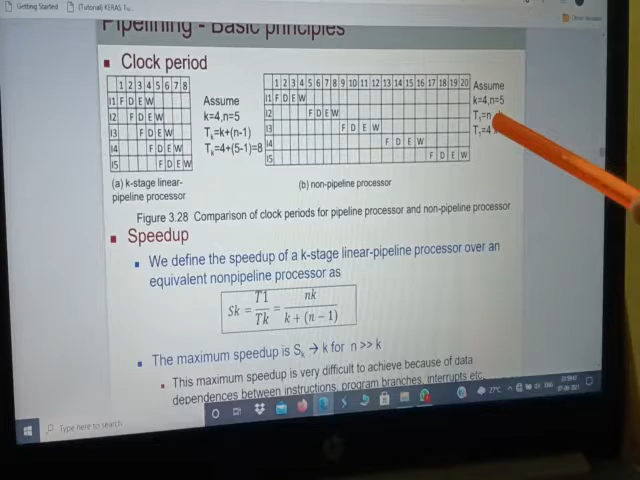 Getting Started (Tutorial) KERAS Tu...
Other favorites
Pipelining - Basic principles
Clock period
1 2 3 4 5 6 7 8
I1 F D E W
I2 F D E W
I3 F D E W
I4 F D E W
I5 F D E W
Assume
k=4,n=5
Tk=k+(n-1)
Tk=4+(5-1)=8
(a) k-stage linear-
pipeline processor
1 2 3 4 5 6 7 8 9 10 11 12 13 14 15 16 17 18 19 20
I1 F D E W
I2 F D E W
I3 F D E W
I4 F D E W
I5 F D E W
Assume
k=4,n=5
T1=n
T1=4
(b) non-pipeline processor
Figure 3.28 Comparison of clock periods for pipeline processor and non-pipeline processor
Speedup
We define the speedup of a k-stage linear-pipeline processor over an
equivalent nonpipeline processor as
Sk = T1/Tk = nk/k + (n − 1)
The maximum speedup is Sk → k for n >> k
This maximum speedup is very difficult to achieve because of data
dependences between instructions, program branches, interrupts etc.
Type here to search
27°C
ENG